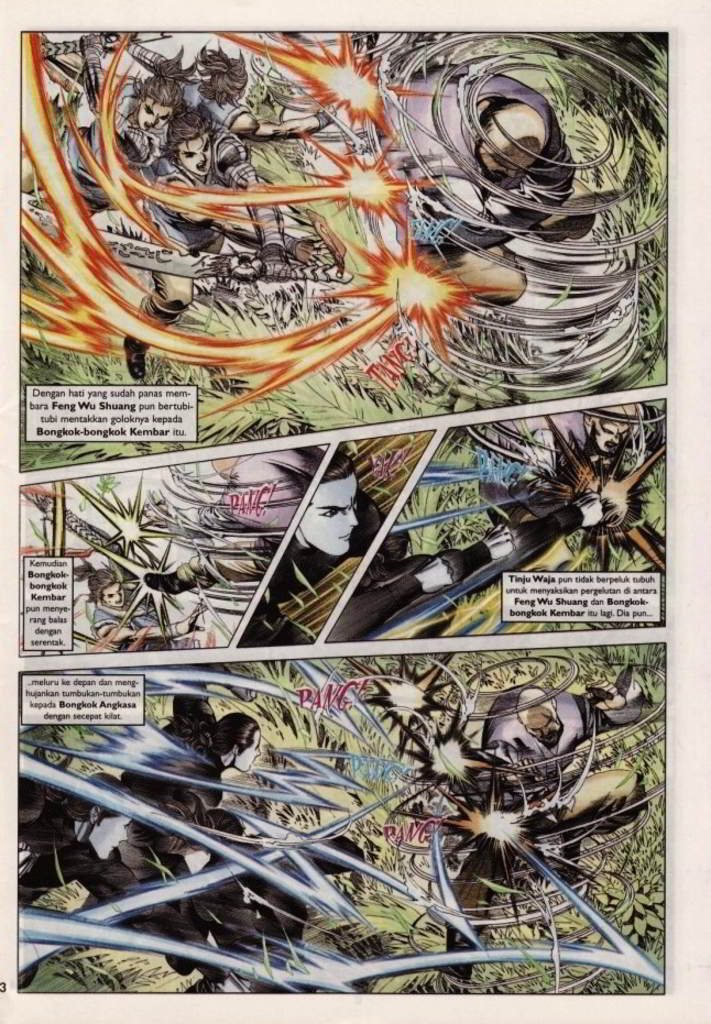 PANG!
PANG!
Dengan hati yang sudah panas mem-
bara Feng Wu Shuang pun bertubi-
tubi mentakkan goloknya kepada
Bongkok-bongkok Kembar itu.
PANG!
PANG!
PANG!
Kemudian
Bongkok-
bongkok
Kembar
pun menye-
rang balas
dengan
serentak.
Tinju Waja pun tidak berpeluk tubuh
untuk menyaksikan pergelutan di antara
Feng Wu Shuang dan Bongkok-
bongkok Kembar itu lagi. Dia pun...
..meluru ke depan dan meng-
hujankan tumbukan-tumbukan
kepada Bongkok Angkasa
dengan secepat kilat.
PANG!
PANG!
PANG!
3